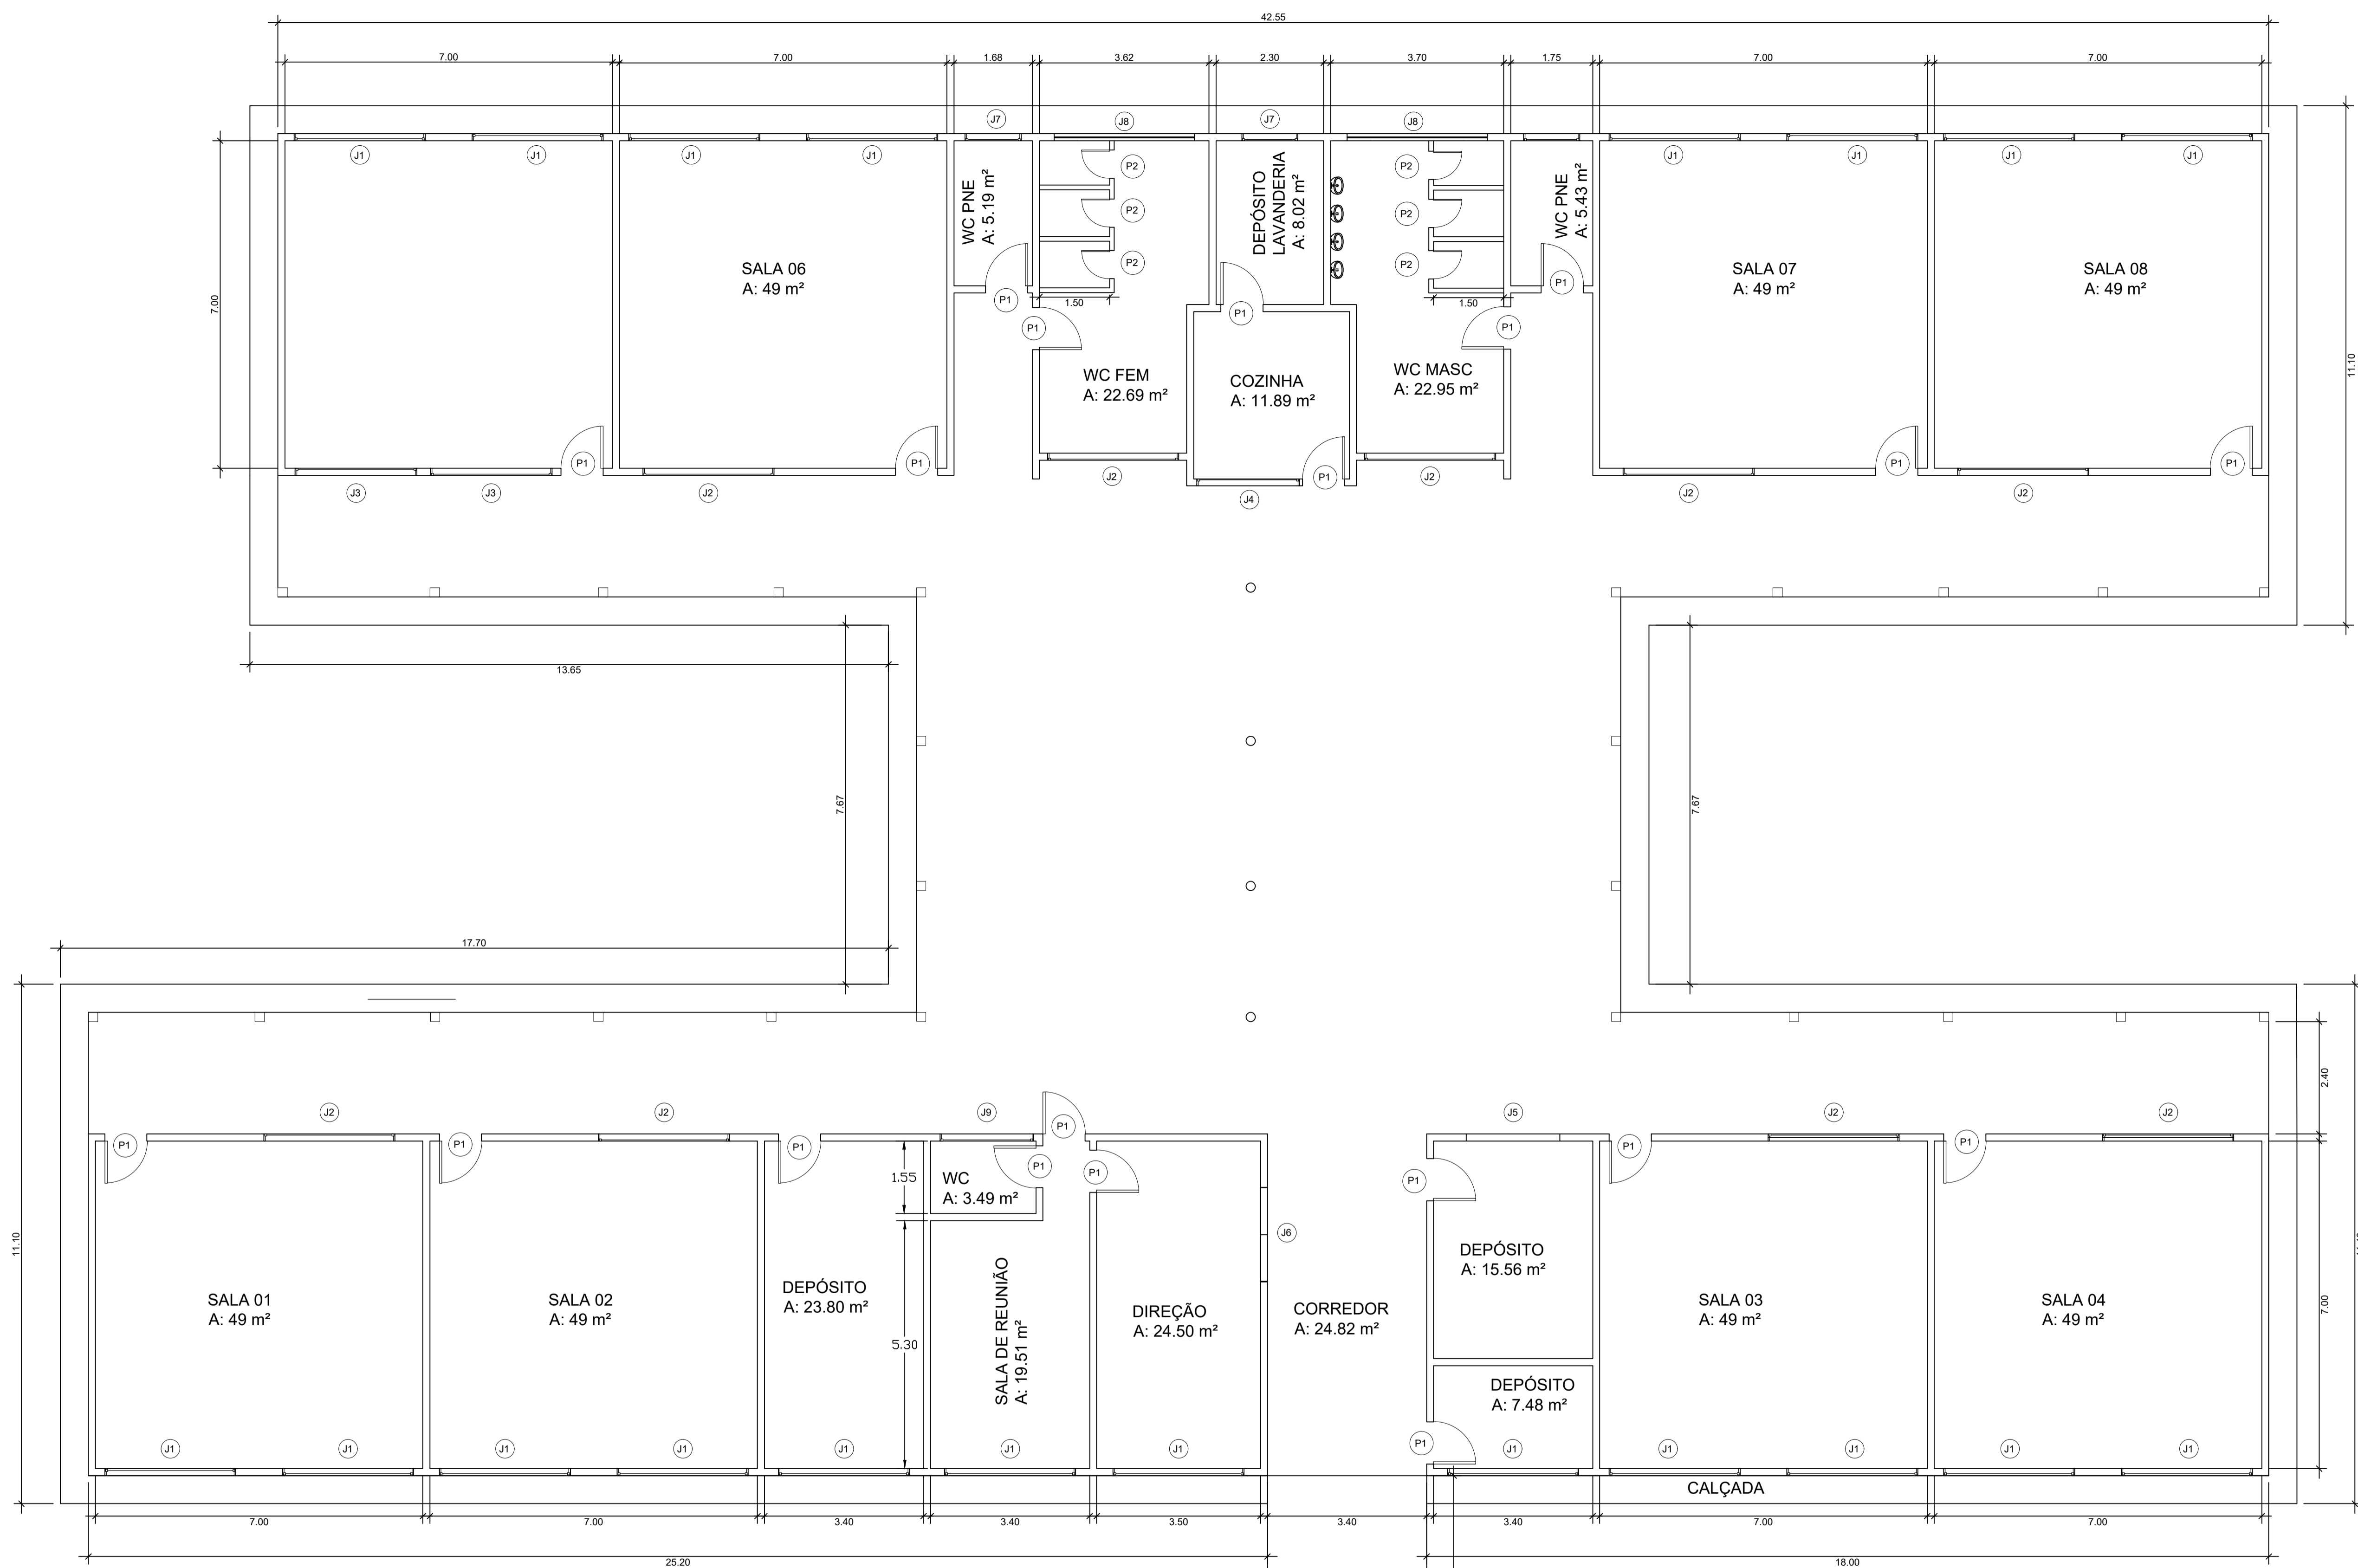 42.55
7.00
7.00
1.68
3.62
2.30
3.70
1.75
7.00
7.00
J7
J8
J7
J8
J1
J1
J1
J1
J1
J1
J1
J1
WC PNE
A: 5.19 m²
P2
P2
P2
DEPÓSITO
LAVANDERIA
A: 8.02 m²
P2
P2
P2
WC PNE
A: 5.43 m²
7.00
SALA 06
A: 49 m²
SALA 07
A: 49 m²
SALA 08
A: 49 m²
P1
P1
1.50
P1
1.50
P1
P1
11.10
WC FEM
A: 22.69 m²
COZINHA
A: 11.89 m²
WC MASC
A: 22.95 m²
P1
P1
P1
P1
P1
J3
J3
J2
J2
J4
J2
J2
J2
13.65
7.67
7.67
17.70
2.40
J2
J2
J9
P1
J5
J2
J2
P1
P1
P1
P1
P1
P1
P1
P1
1.55
WC
A: 3.49 m²
11.10
J6
5.30
SALA 01
A: 49 m²
SALA 02
A: 49 m²
DEPÓSITO
A: 23.80 m²
SALA DE REUNIÃO
A: 19.51 m²
DIREÇÃO
A: 24.50 m²
CORREDOR
A: 24.82 m²
DEPÓSITO
A: 15.56 m²
SALA 03
A: 49 m²
SALA 04
A: 49 m²
7.00
DEPÓSITO
A: 7.48 m²
P1
J1
J1
J1
J1
J1
J1
J1
J1
J1
J1
J1
J1
CALÇADA
7.00
7.00
3.40
3.40
3.50
3.40
3.40
7.00
7.00
25.20
18.00